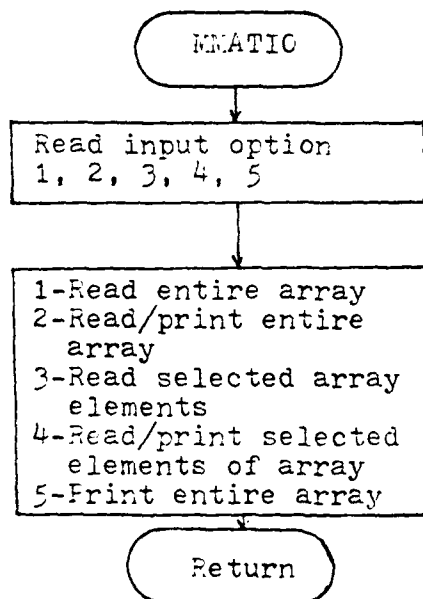 MMATIO
Read input option
1, 2, 3, 4, 5
1-Read entire array
2-Read/print entire
array
3-Read selected array
elements
4-Read/print selected
elements of array
5-Print entire array
Return